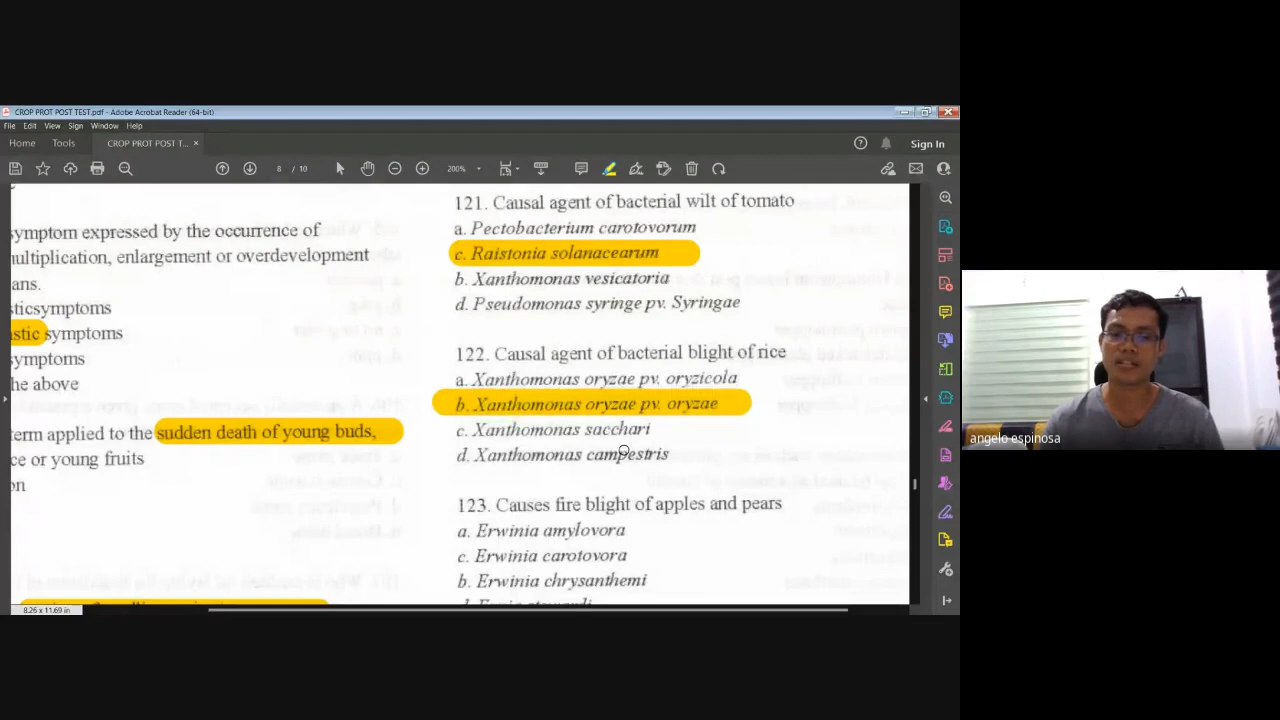 CROP PROT POST TEST.pdf - Adobe Acrobat Reader (64-bit)
File Edit View Sign Window Help
Home Tools CROP PROT POST T... ×
Sign In
8 / 10 200%
symptom expressed by the occurrence of
ultiplication, enlargement or overdevelopment
ans.
sticsymptoms
stic symptoms
symptoms
he above
term applied to the sudden death of young buds,
ce or young fruits
on
121. Causal agent of bacterial wilt of tomato
a. Pectobacterium carotovorum
c. Raistonia solanacearum
b. Xanthomonas vesicatoria
d. Pseudomonas syringe pv. Syringae
122. Causal agent of bacterial blight of rice
a. Xanthomonas oryzae pv. oryzicola
b. Xanthomonas oryzae pv. oryzae
c. Xanthomonas sacchari
d. Xanthomonas campestris
123. Causes fire blight of apples and pears
a. Erwinia amylovora
c. Erwinia carotovora
b. Erwinia chrysanthemi
8.26 x 11.69 in
angelo espinosa